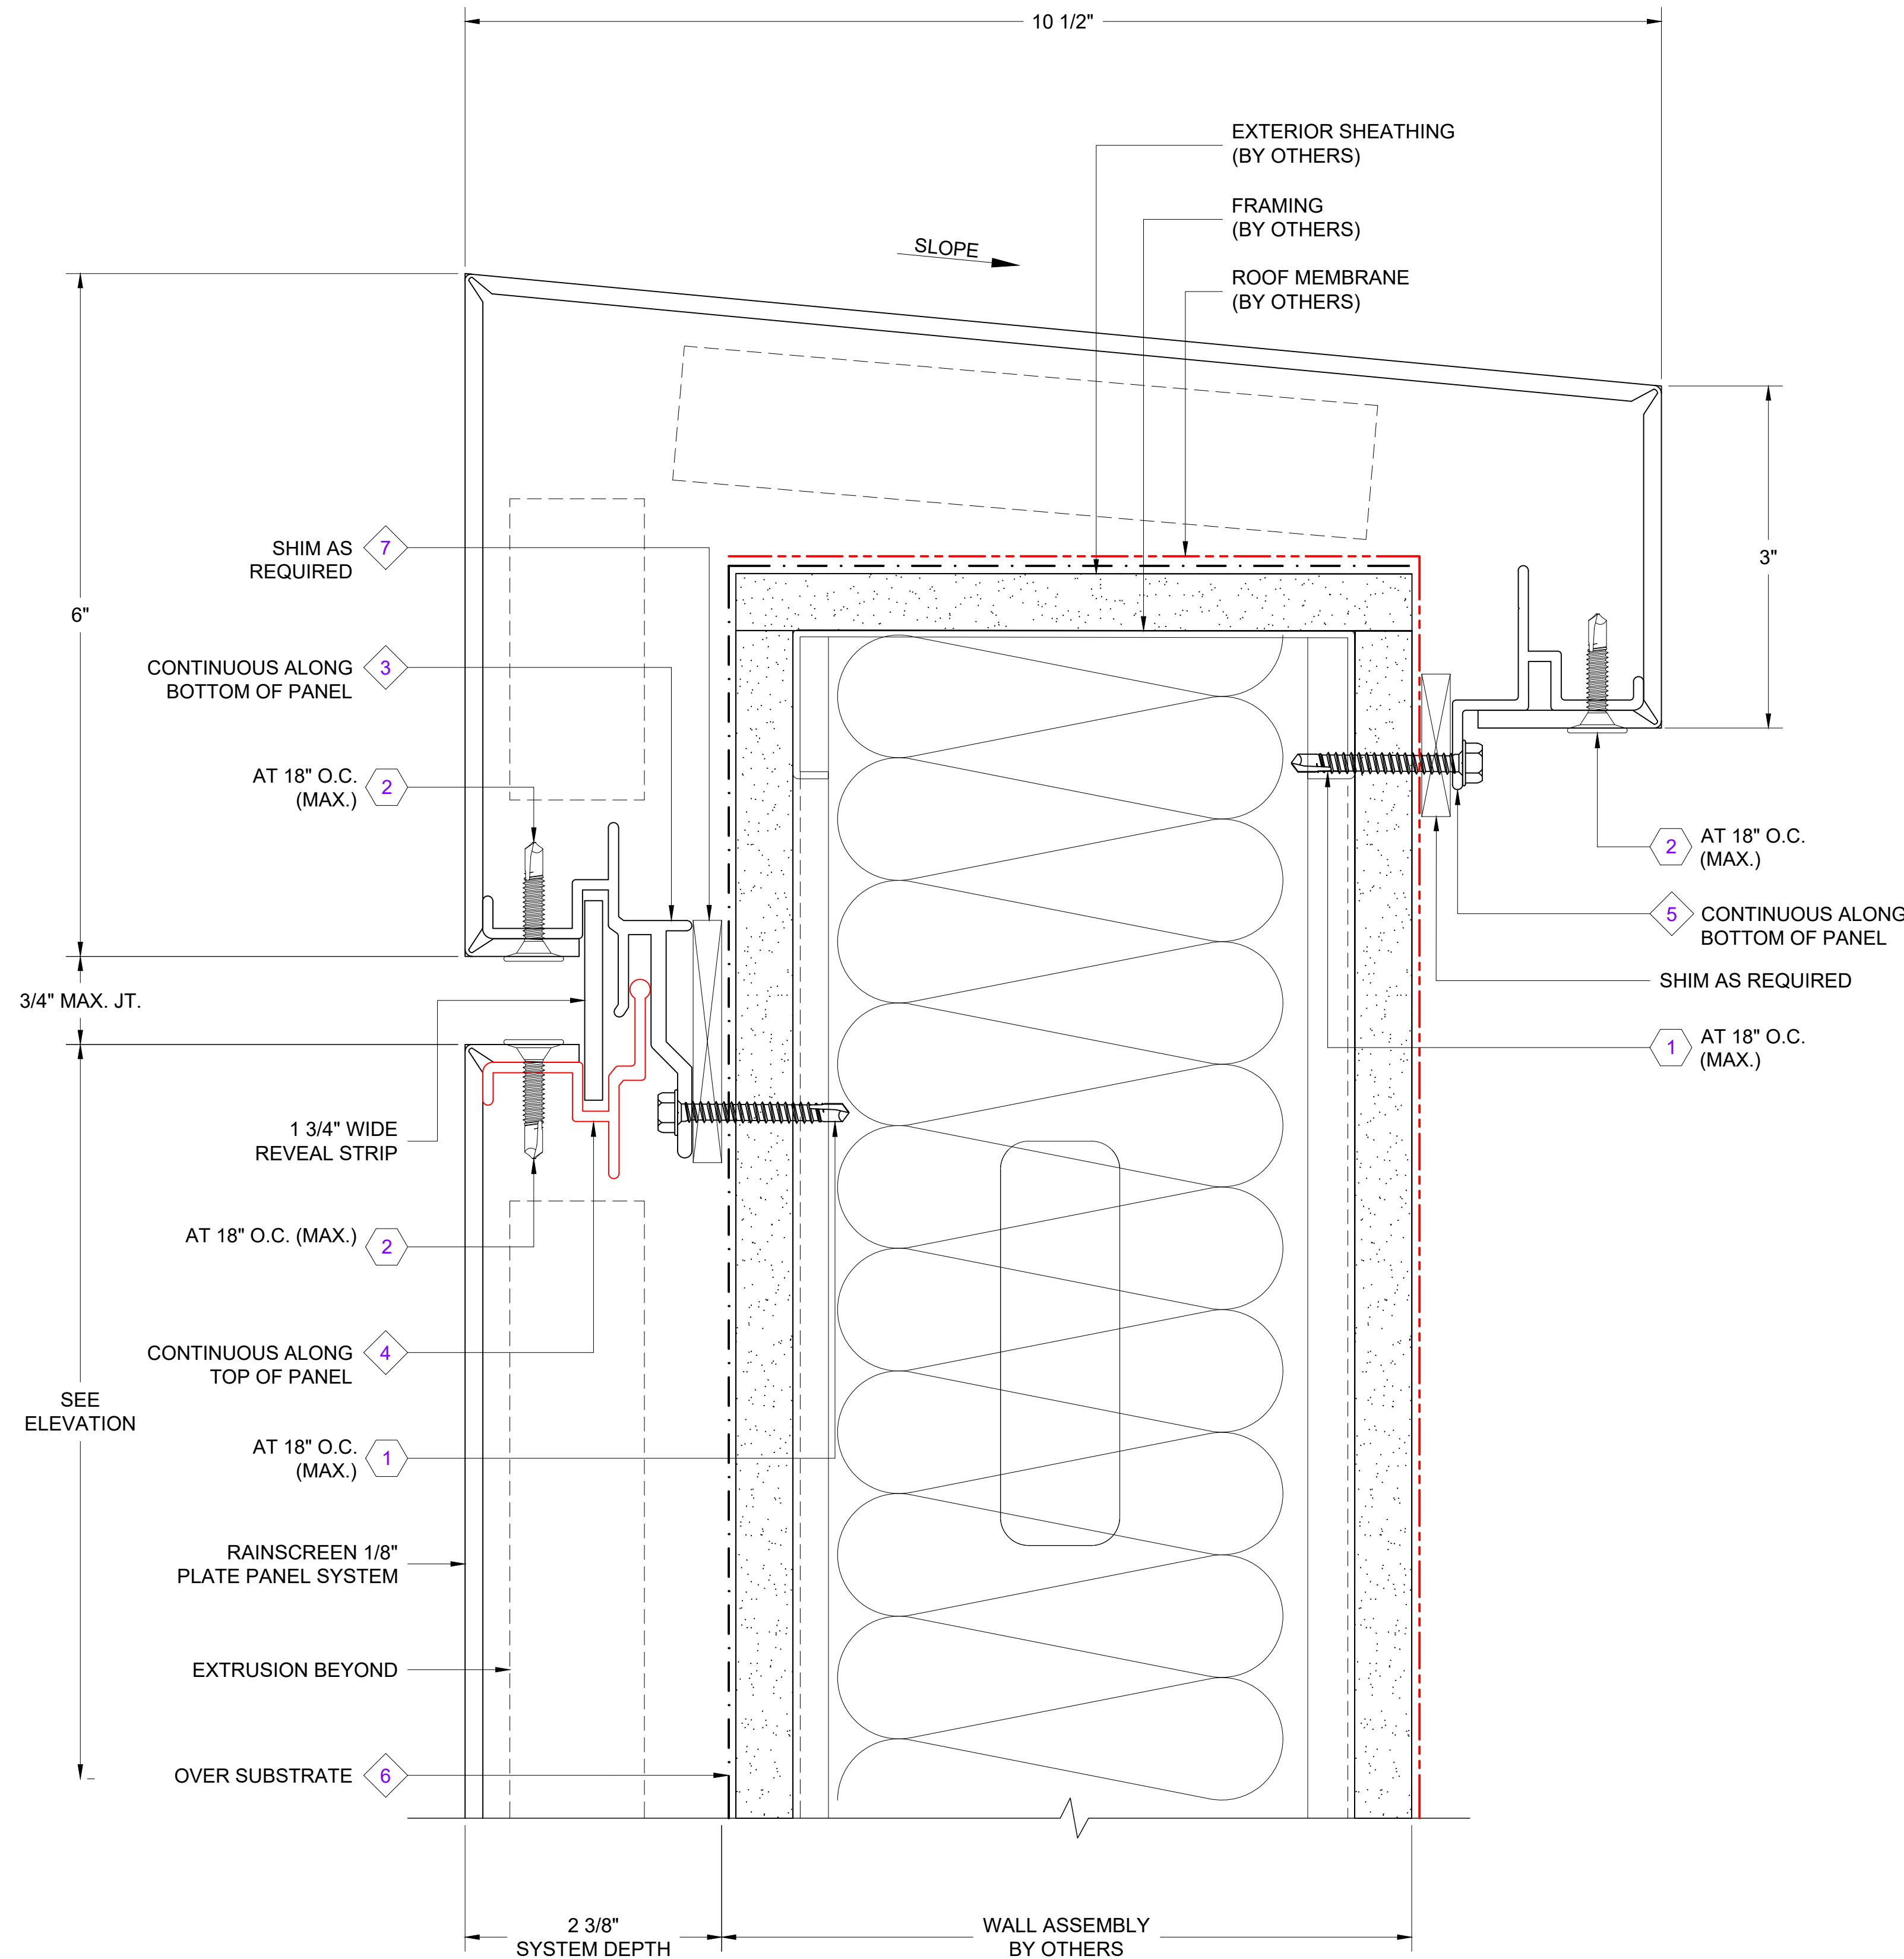 10 1/2"
EXTERIOR SHEATHING
(BY OTHERS)
FRAMING
(BY OTHERS)
SLOPE
ROOF MEMBRANE
(BY OTHERS)
SHIM AS
REQUIRED
7
3"
6"
CONTINUOUS ALONG
BOTTOM OF PANEL
3
AT 18" O.C.
(MAX.)
2
2
AT 18" O.C.
(MAX.)
5
CONTINUOUS ALONG
BOTTOM OF PANEL
SHIM AS REQUIRED
3/4" MAX. JT.
1
AT 18" O.C.
(MAX.)
1 3/4" WIDE
REVEAL STRIP
AT 18" O.C. (MAX.)
2
CONTINUOUS ALONG
TOP OF PANEL
4
SEE
ELEVATION
AT 18" O.C.
(MAX.)
1
RAINSCREEN 1/8"
PLATE PANEL SYSTEM
EXTRUSION BEYOND
OVER SUBSTRATE
6
2 3/8"
SYSTEM DEPTH
WALL ASSEMBLY
BY OTHERS